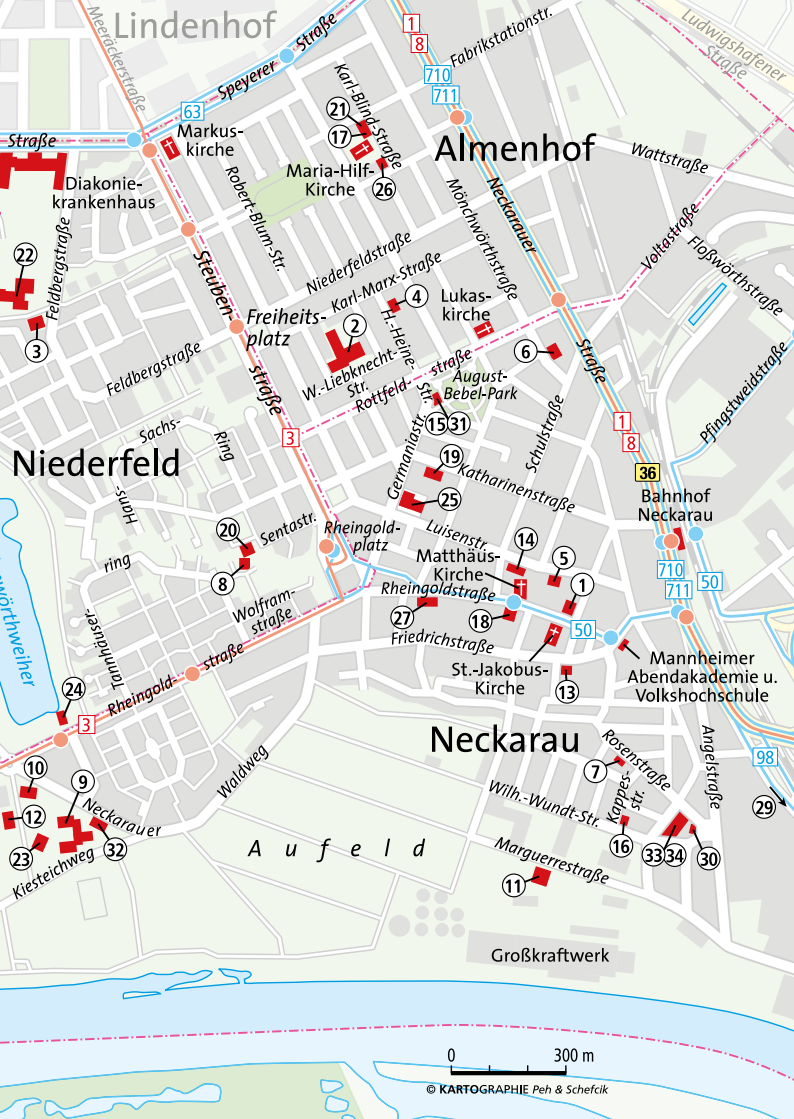 Lindenhof
Meeräckerstraße
Speyerer Straße
63
Straße
Markus-
kirche
Diakonie-
krankenhaus
22
3
Feldbergstraße
Feldbergstraße
Robert-Blum-Str.
Karl-Blind-Straße
21
17
26
Maria-Hilf-
Kirche
1
8
710
711
Fabrikstationstr.
Ludwigshafener
Straße
Almenhof
Wattstraße
Mönchwörthstraße
Neckarauer
Straße
Voltastraße
Floßwörthstraße
Pfingstweidstraße
Niederfeldstraße
Karl-Marx-Straße
4
Lukas-
kirche
Steuben-
straße
Freiheits-
platz
2
H.-Heine-
Str.
W.-Liebknecht-
Str.
Rottfeld-
straße
6
August-
Bebel-Park
15
31
Schulstraße
1
8
3
Sachs-
Ring
Hans-
Niederfeld
Germaniastr.
19
Katharinenstraße
25
36
Bahnhof
Neckarau
20
8
Sentastr.
Rheingold-
platz
Luisenstr.
Matthäus-
Kirche
14
5
1
710
711
50
ring
Tannhäuser-
Wolfram-
straße
Rheingoldstraße
27
18
50
Friedrichstraße
St.-Jakobus-
Kirche
13
Mannheimer
Abendakademie u.
Volkshochschule
24
3
Rheingold-
straße
Waldweg
Neckarau
Angelstraße
98
29
7
Rosenstraße
Kappes-
str.
Wilh.-Wundt-Str.
16
33
34
30
10
9
12
23
32
Neckarauer
Kiesteichweg
Aufeld
Marguerrestraße
11
Großkraftwerk
0 300 m
© KARTOGRAPHIE Peh & Schefcik